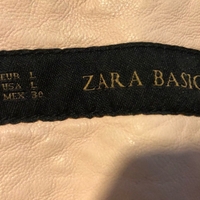 EUR L
USA L
MEX 30
ZARA BASIC